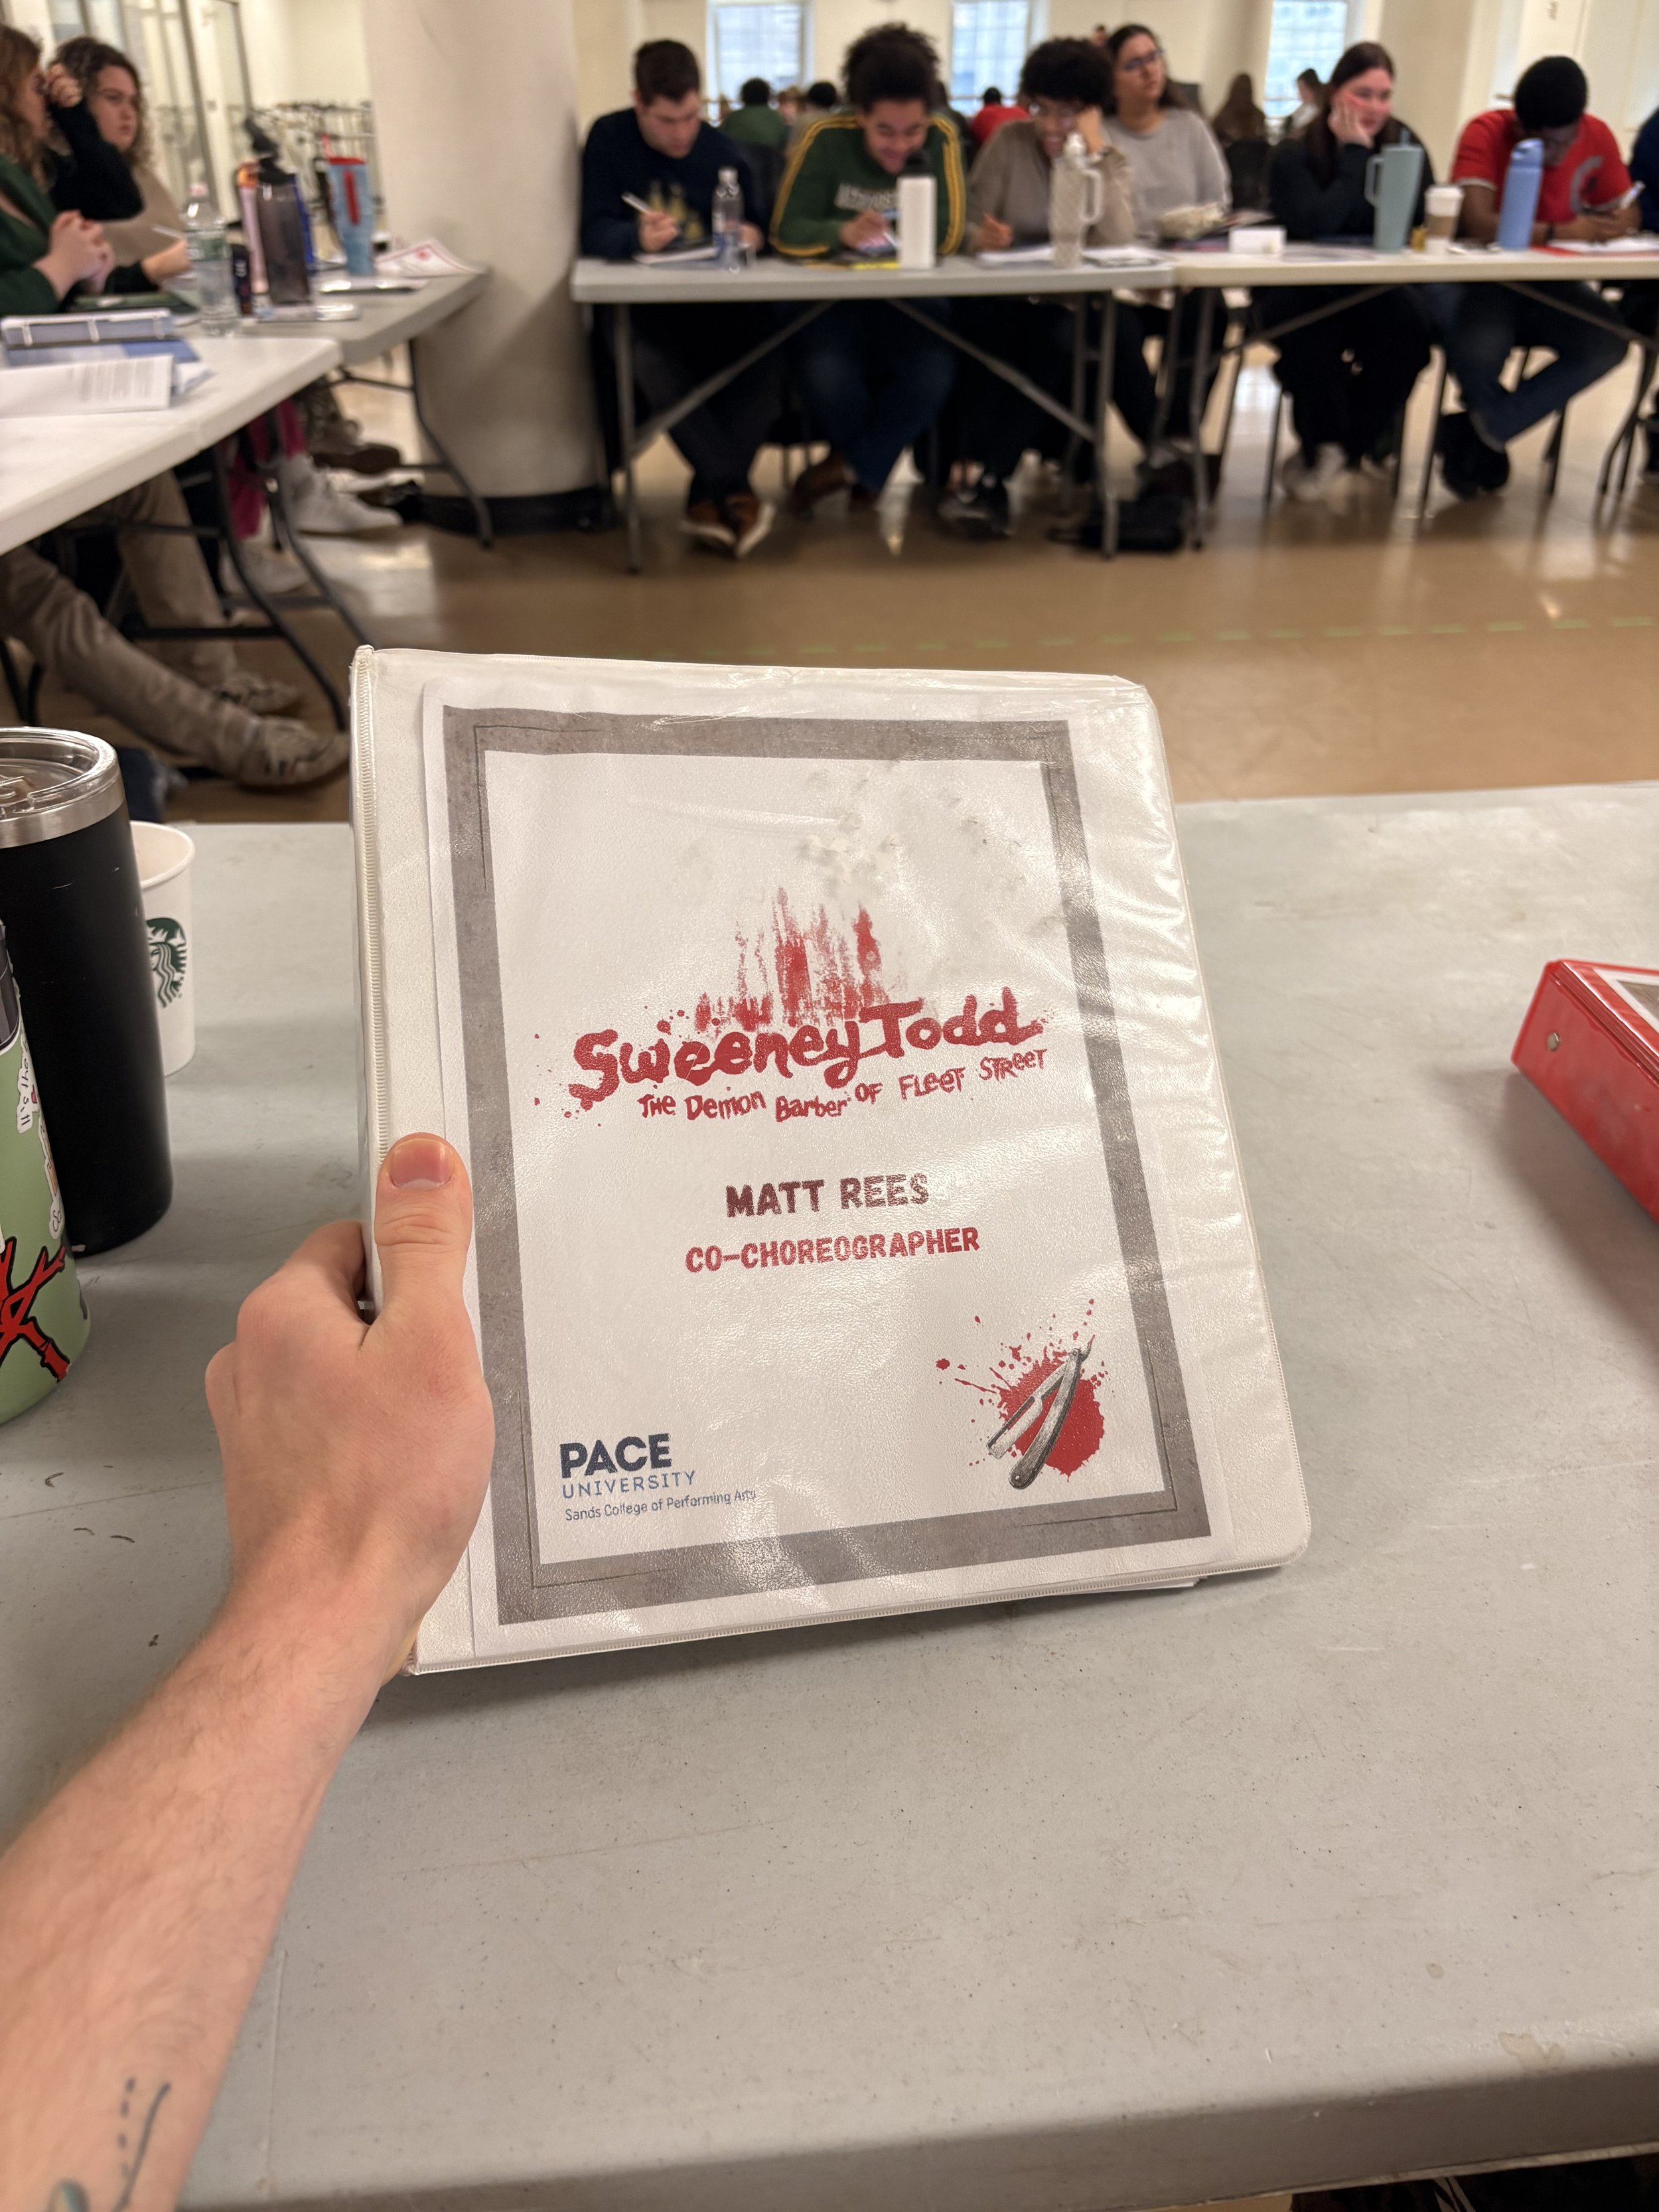 Sweeney Todd
THE Demon Barber OF FLEET STREET
MATT REES
CO-CHOREOGRAPHER
PACE
UNIVERSITY
Sands College of Performing Arts